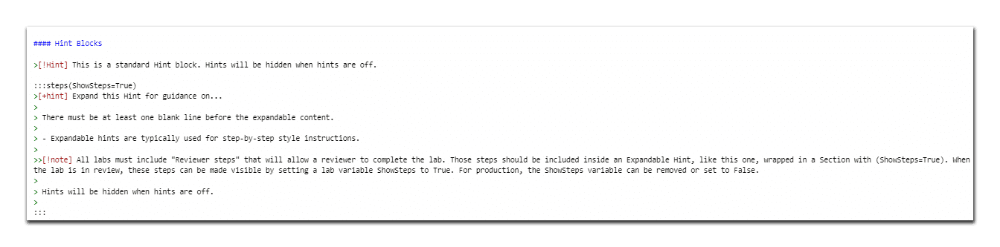 #### Hint Blocks
>[!Hint] This is a standard Hint block. Hints will be hidden when hints are off.
:::steps(ShowSteps=True)
>[+hint] Expand this Hint for guidance on...
>
> There must be at least one blank line before the expandable content.
>
> - Expandable hints are typically used for step-by-step style instructions.
>
>>[!note] All labs must include "Reviewer steps" that will allow a reviewer to complete the lab. Those steps should be included inside an Expandable Hint, like this one, wrapped in a Section with (ShowSteps=True). When
the lab is in review, these steps can be made visible by setting a lab variable ShowSteps to True. For production, the ShowSteps variable can be removed or set to False.
>
> Hints will be hidden when hints are off.
>
:::